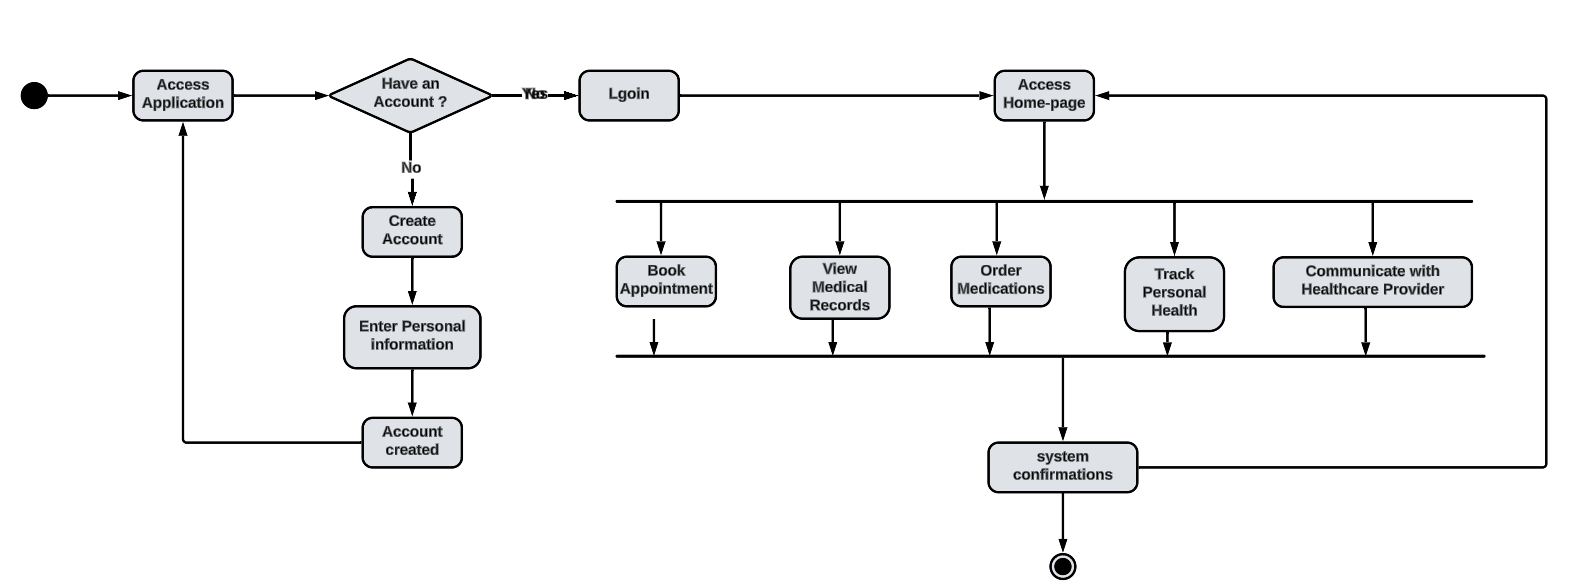 Access
Application
Have an
Account ?
Lgoin
Access
Home-page
No
Create
Account
Book
Appointment
View
Medical
Records
Order
Medications
Track
Personal
Health
Communicate with
Healthcare Provider
Enter Personal
information
Account
created
system
confirmations